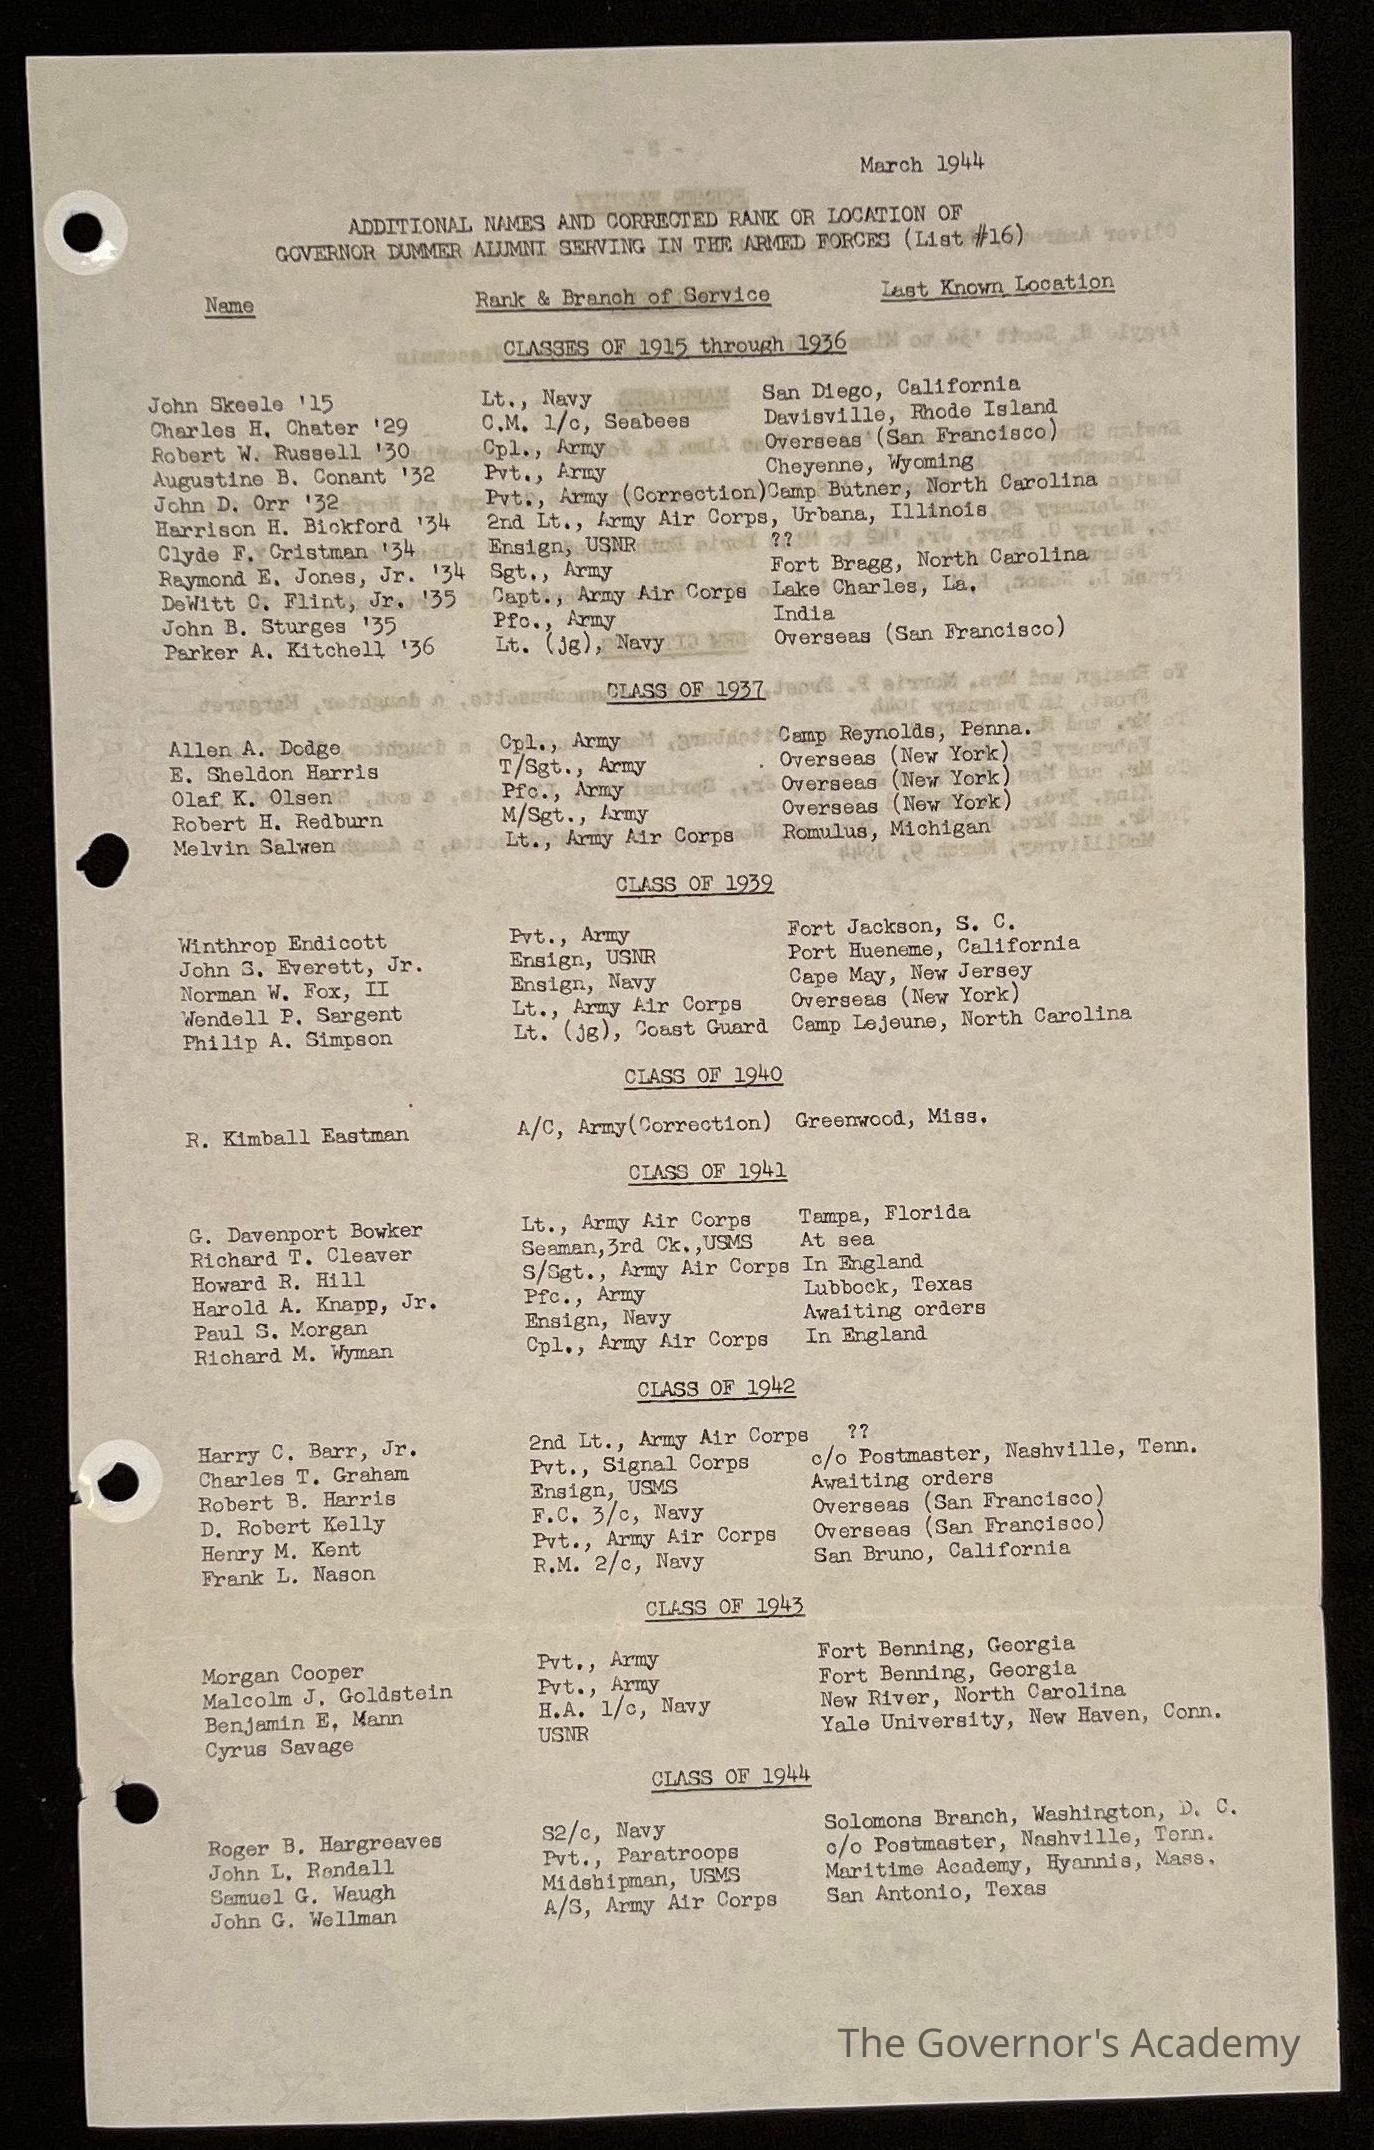 March 1944
ADDITIONAL NAMES AND CORRECTED RANK OR LOCATION OF
GOVERNOR DUMMER ALUMNI SERVING IN THE ARMED FORCES (List #16)
Name Rank & Branch of Service Last Known Location
CLASSES OF 1915 through 1936
John Skeele '15 Lt., Navy San Diego, California
Charles H. Chater '29 C.M. 1/c, Seabees Davisville, Rhode Island
Robert W. Russell '30 Cpl., Army Overseas (San Francisco)
Augustine B. Conant '32 Pvt., Army Cheyenne, Wyoming
John D. Orr '32 Pvt., Army (Correction)Camp Butner, North Carolina
Harrison H. Bickford '34 2nd Lt., Army Air Corps, Urbana, Illinois
Clyde F. Cristman '34 Ensign, USNR ??
Raymond E. Jones, Jr. '34 Sgt., Army Fort Bragg, North Carolina
DeWitt C. Flint, Jr. '35 Capt., Army Air Corps Lake Charles, La.
John B. Sturges '35 Pfc., Army India
Parker A. Kitchell '36 Lt. (jg), Navy Overseas (San Francisco)
CLASS OF 1937
Allen A. Dodge Cpl., Army Camp Reynolds, Penna.
E. Sheldon Harris T/Sgt., Army Overseas (New York)
Olaf K. Olsen Pfc., Army Overseas (New York)
Robert H. Redburn M/Sgt., Army Overseas (New York)
Melvin Salwen Lt., Army Air Corps Romulus, Michigan
CLASS OF 1939
Winthrop Endicott Pvt., Army Fort Jackson, S. C.
John S. Everett, Jr. Ensign, USNR Port Hueneme, California
Norman W. Fox, II Ensign, Navy Cape May, New Jersey
Wendell P. Sargent Lt., Army Air Corps Overseas (New York)
Philip A. Simpson Lt. (jg), Coast Guard Camp Lejeune, North Carolina
CLASS OF 1940
R. Kimball Eastman A/C, Army(Correction) Greenwood, Miss.
CLASS OF 1941
G. Davenport Bowker Lt., Army Air Corps Tampa, Florida
Richard T. Cleaver Seaman,3rd Ck.,USMS At sea
Howard R. Hill S/Sgt., Army Air Corps In England
Harold A. Knapp, Jr. Pfc., Army Lubbock, Texas
Paul S. Morgan Ensign, Navy Awaiting orders
Richard M. Wyman Cpl., Army Air Corps In England
CLASS OF 1942
Harry C. Barr, Jr. 2nd Lt., Army Air Corps ??
Charles T. Graham Pvt., Signal Corps c/o Postmaster, Nashville, Tenn.
Robert B. Harris Ensign, USMS Awaiting orders
D. Robert Kelly F.C. 3/c, Navy Overseas (San Francisco)
Henry M. Kent Pvt., Army Air Corps Overseas (San Francisco)
Frank L. Nason R.M. 2/c, Navy San Bruno, California
CLASS OF 1943
Morgan Cooper Pvt., Army Fort Benning, Georgia
Malcolm J. Goldstein Pvt., Army Fort Benning, Georgia
Benjamin E. Mann H.A. 1/c, Navy New River, North Carolina
Cyrus Savage USNR Yale University, New Haven, Conn.
CLASS OF 1944
Roger B. Hargreaves S2/c, Navy Solomons Branch, Washington, D. C.
John L. Rendall Pvt., Paratroops c/o Postmaster, Nashville, Tenn.
Samuel G. Waugh Midshipman, USMS Maritime Academy, Hyannis, Mass.
John G. Wellman A/S, Army Air Corps San Antonio, Texas
The Governor's Academy